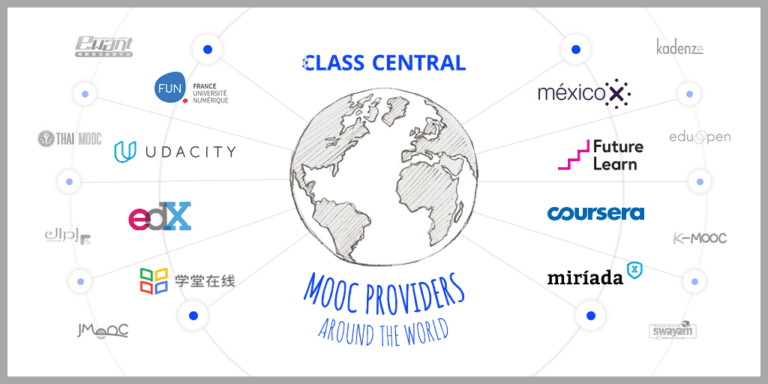 CLASS CENTRAL
ewant
FUN
FRANCE
UNIVERSITÉ
NUMÉRIQUE
THAI MOOC
UDACITY
edX
إدراك
学堂在线
JMOOC
kadenze
méxicoX
Future
Learn
eduOpen
coursera
K-MOOC
miríada X
swayam
MOOC PROVIDERS
AROUND THE WORLD